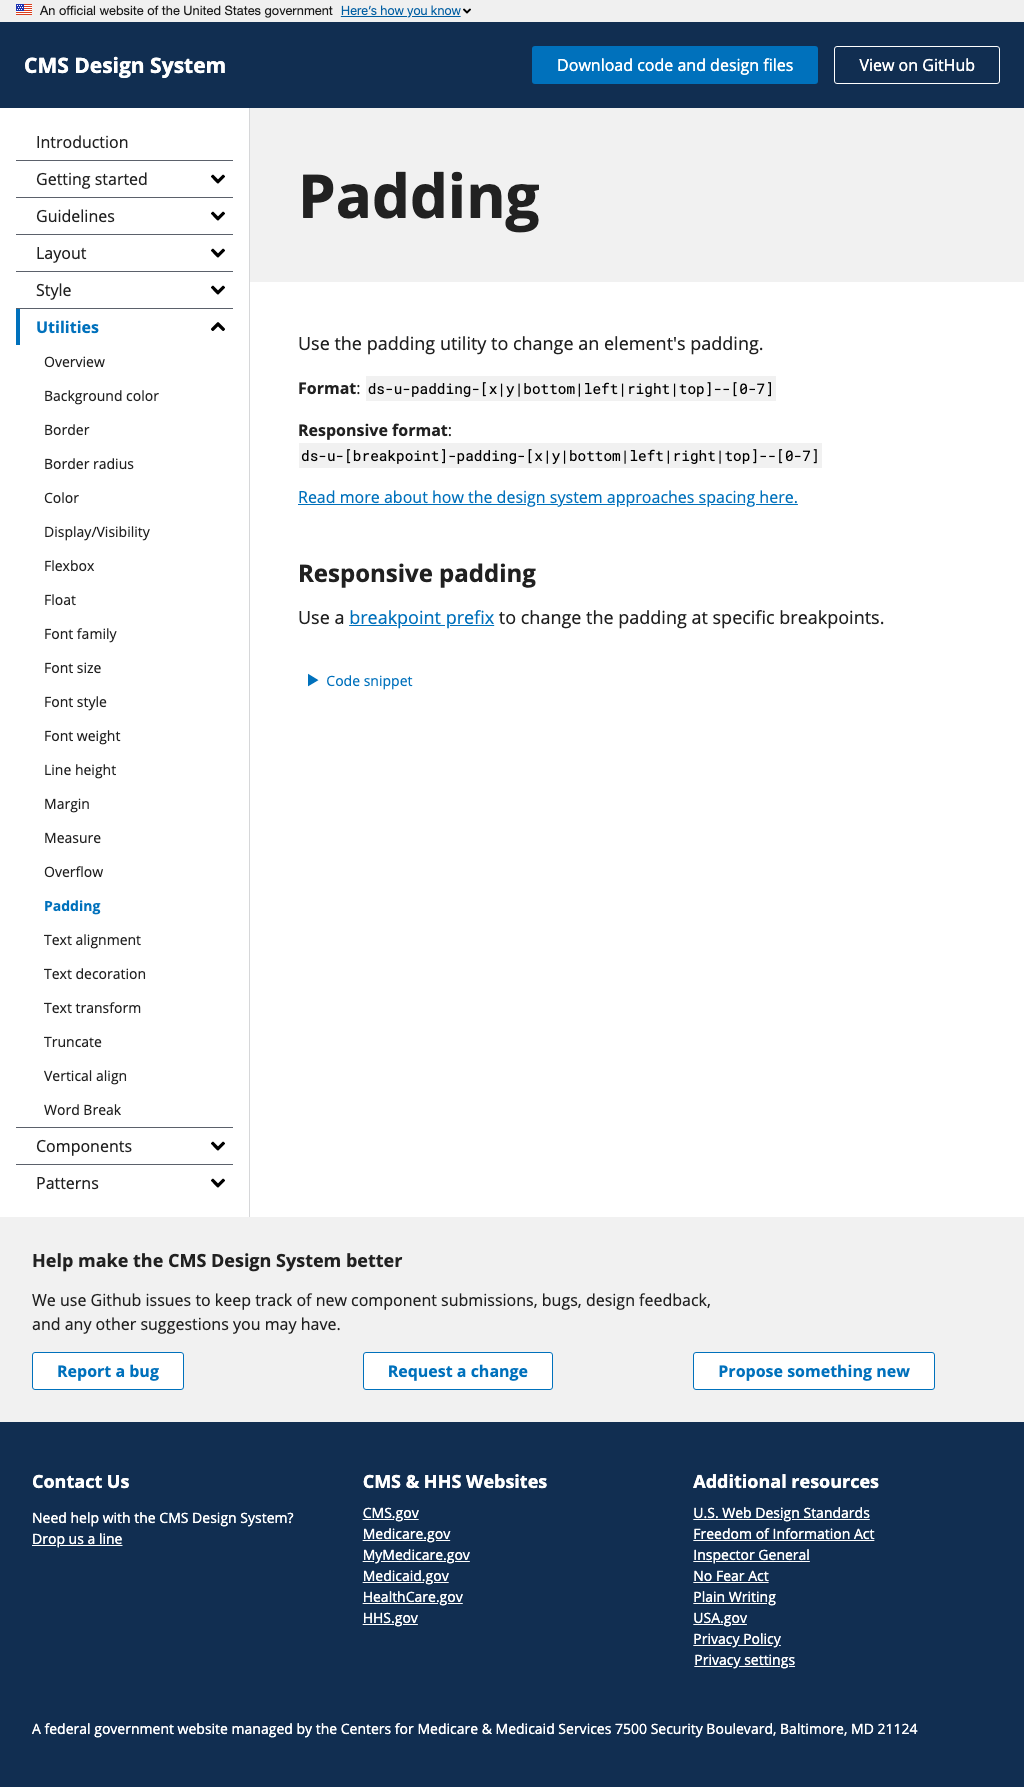 An official website of the United States government Here's how you know
CMS Design System
Download code and design files
View on GitHub
Introduction
Getting started
Guidelines
Layout
Style
Utilities
Overview
Background color
Border
Border radius
Color
Display/Visibility
Flexbox
Float
Font family
Font size
Font style
Font weight
Line height
Margin
Measure
Overflow
Padding
Text alignment
Text decoration
Text transform
Truncate
Vertical align
Word Break
Components
Patterns
Padding
Use the padding utility to change an element's padding.
Format: ds-u-padding-[x|y|bottom|left|right|top]--[0-7]
Responsive format:
ds-u-[breakpoint]-padding-[x|y|bottom|left|right|top]--[0-7]
Read more about how the design system approaches spacing here.
Responsive padding
Use a breakpoint prefix to change the padding at specific breakpoints.
Code snippet
Help make the CMS Design System better
We use Github issues to keep track of new component submissions, bugs, design feedback,
and any other suggestions you may have.
Report a bug
Request a change
Propose something new
Contact Us
Need help with the CMS Design System?
Drop us a line
CMS & HHS Websites
CMS.gov
Medicare.gov
MyMedicare.gov
Medicaid.gov
HealthCare.gov
HHS.gov
Additional resources
U.S. Web Design Standards
Freedom of Information Act
Inspector General
No Fear Act
Plain Writing
USA.gov
Privacy Policy
Privacy settings
A federal government website managed by the Centers for Medicare & Medicaid Services 7500 Security Boulevard, Baltimore, MD 21124